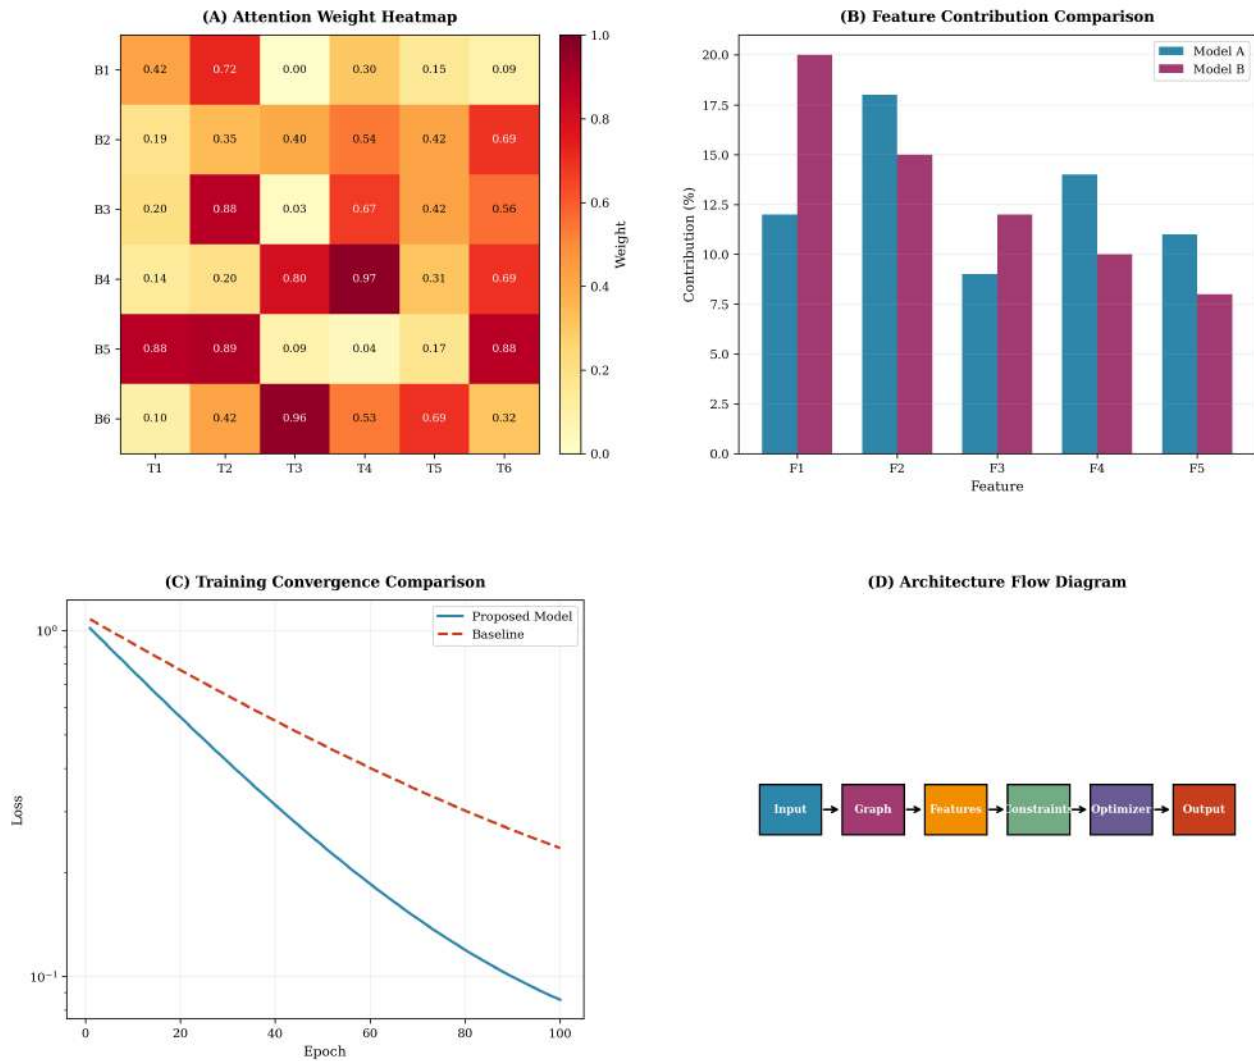 (A) Attention Weight Heatmap
B1 0.42 0.72 0.00 0.30 0.15 0.09
B2 0.19 0.35 0.40 0.54 0.42 0.69
B3 0.20 0.88 0.03 0.67 0.42 0.56
B4 0.14 0.20 0.80 0.97 0.31 0.69
B5 0.88 0.89 0.09 0.04 0.17 0.88
B6 0.10 0.42 0.96 0.53 0.69 0.32
T1 T2 T3 T4 T5 T6
1.0
0.8
0.6
0.4
0.2
0.0
Weight
(B) Feature Contribution Comparison
Model A
Model B
20.0
17.5
15.0
12.5
10.0
7.5
5.0
2.5
0.0
Contribution (%)
F1 F2 F3 F4 F5
Feature
(C) Training Convergence Comparison
Proposed Model
Baseline
10⁰
10⁻¹
Loss
0 20 40 60 80 100
Epoch
(D) Architecture Flow Diagram
Input Graph Features Constraints Optimizer Output